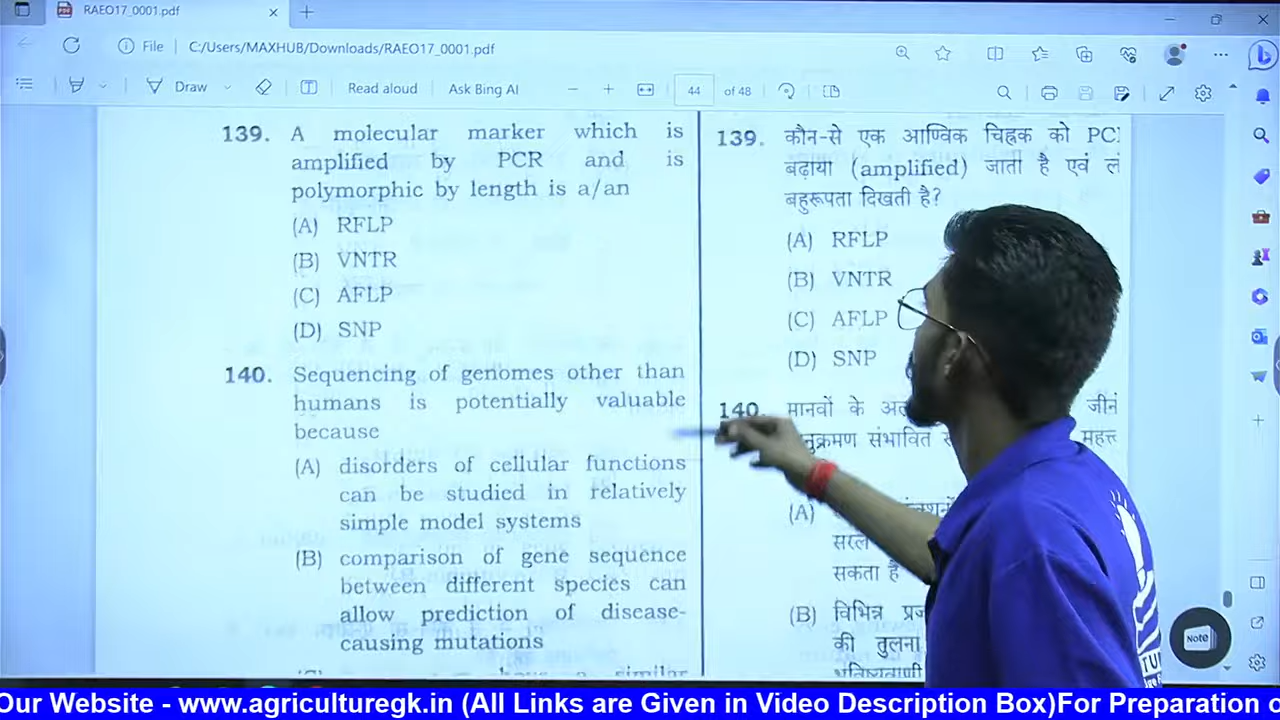 RAEO17_0001.pdf
File
C:/Users/MAXHUB/Downloads/RAEO17_0001.pdf
Draw
Read aloud
Ask Bing AI
44 of 48
139. A molecular marker which is
amplified by PCR and is
polymorphic by length is a/an
(A) RFLP
(B) VNTR
(C) AFLP
(D) SNP
140. Sequencing of genomes other than
humans is potentially valuable
because
(A) disorders of cellular functions
can be studied in relatively
simple model systems
(B) comparison of gene sequence
between different species can
allow prediction of disease-
causing mutations
139. कौन-से एक आण्विक चिह्नक को
बढ़ाया (amplified) जाती है एवं
बहुरूपता दिखती है?
(A) RFLP
(B) VNTR
(C) AFLP
(D) SNP
140. मानवों के
संभावित
(A)
सकता है
(B) विभिन्न
की तुलना
Note
Our Website - www.agriculturegk.in (All Links are Given in Video Description Box)For Preparation